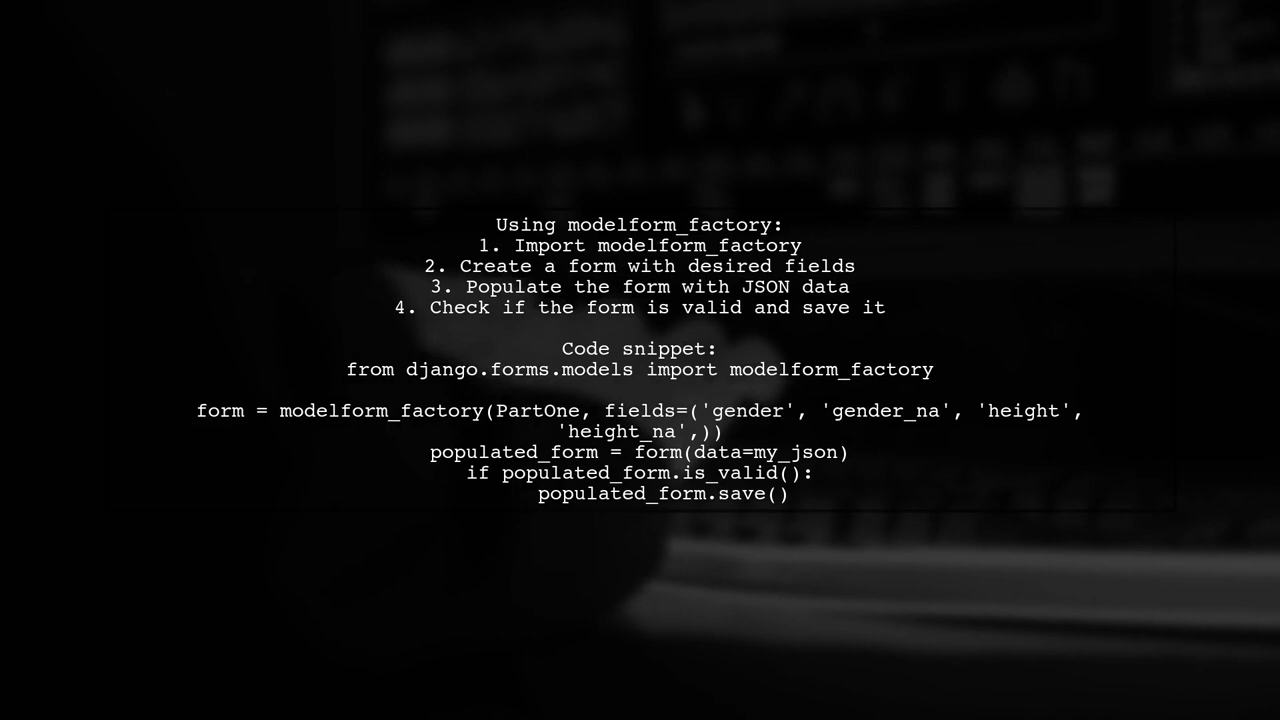 Using modelform_factory:
1. Import modelform_factory
2. Create a form with desired fields
3. Populate the form with JSON data
4. Check if the form is valid and save it
Code snippet:
from django.forms.models import modelform_factory
form = modelform_factory(PartOne, fields=('gender', 'gender_na', 'height',
'height_na',))
populated_form = form(data=my_json)
if populated_form.is_valid():
populated_form.save()